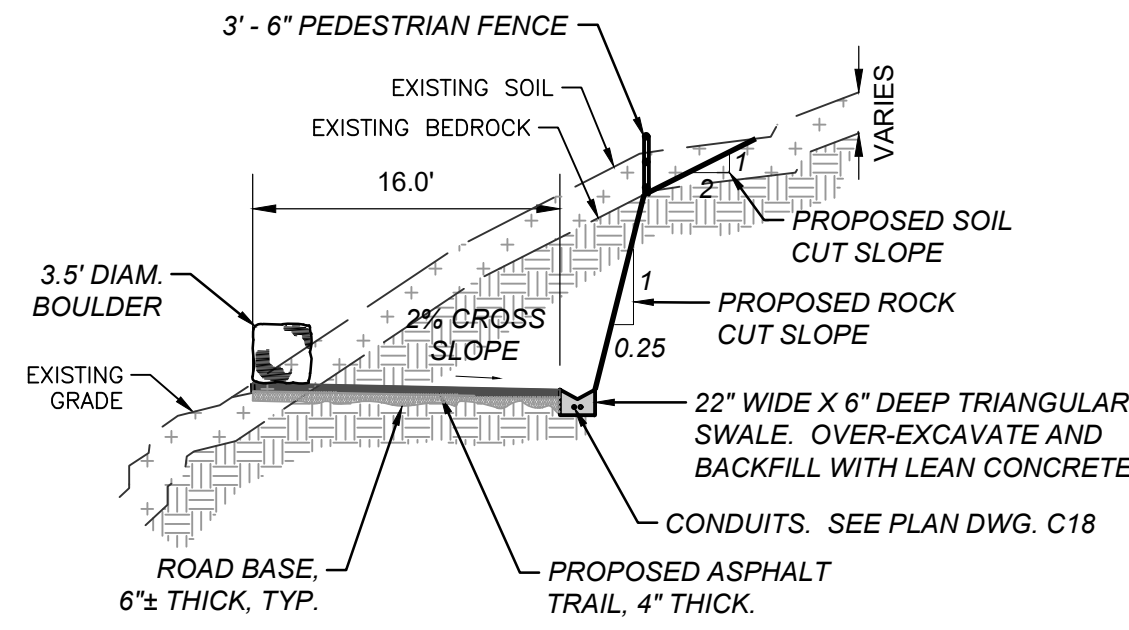 3' - 6" PEDESTRIAN FENCE
EXISTING SOIL
EXISTING BEDROCK
VARIES
16.0'
1
2
PROPOSED SOIL
CUT SLOPE
3.5' DIAM.
BOULDER
1
PROPOSED ROCK
CUT SLOPE
2% CROSS
SLOPE
0.25
EXISTING
GRADE
22" WIDE X 6" DEEP TRIANGULAR
SWALE. OVER-EXCAVATE AND
BACKFILL WITH LEAN CONCRETE
CONDUITS. SEE PLAN DWG. C18
ROAD BASE,
6"± THICK, TYP.
PROPOSED ASPHALT
TRAIL, 4" THICK.